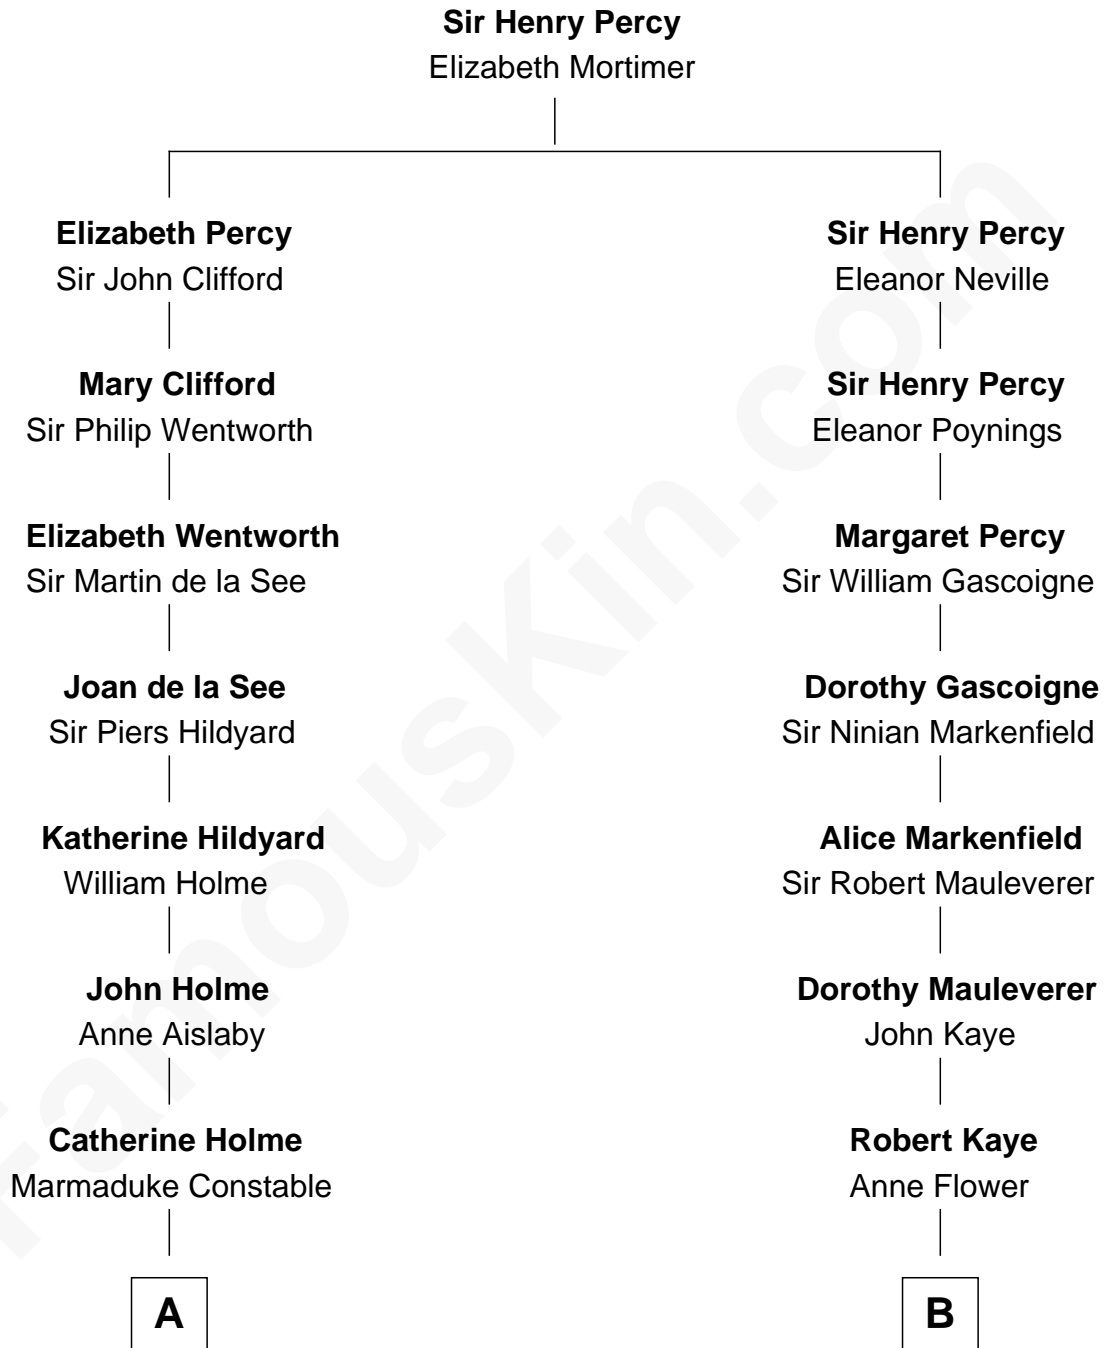 Sir Henry Percy
Elizabeth Mortimer
Elizabeth Percy
Sir John Clifford
Sir Henry Percy
Eleanor Neville
Mary Clifford
Sir Philip Wentworth
Sir Henry Percy
Eleanor Poynings
Elizabeth Wentworth
Sir Martin de la See
Margaret Percy
Sir William Gascoigne
Joan de la See
Sir Piers Hildyard
Dorothy Gascoigne
Sir Ninian Markenfield
Katherine Hildyard
William Holme
Alice Markenfield
Sir Robert Mauleverer
John Holme
Anne Aislaby
Dorothy Mauleverer
John Kaye
Catherine Holme
Marmaduke Constable
Robert Kaye
Anne Flower
A
B
FamousKin.com